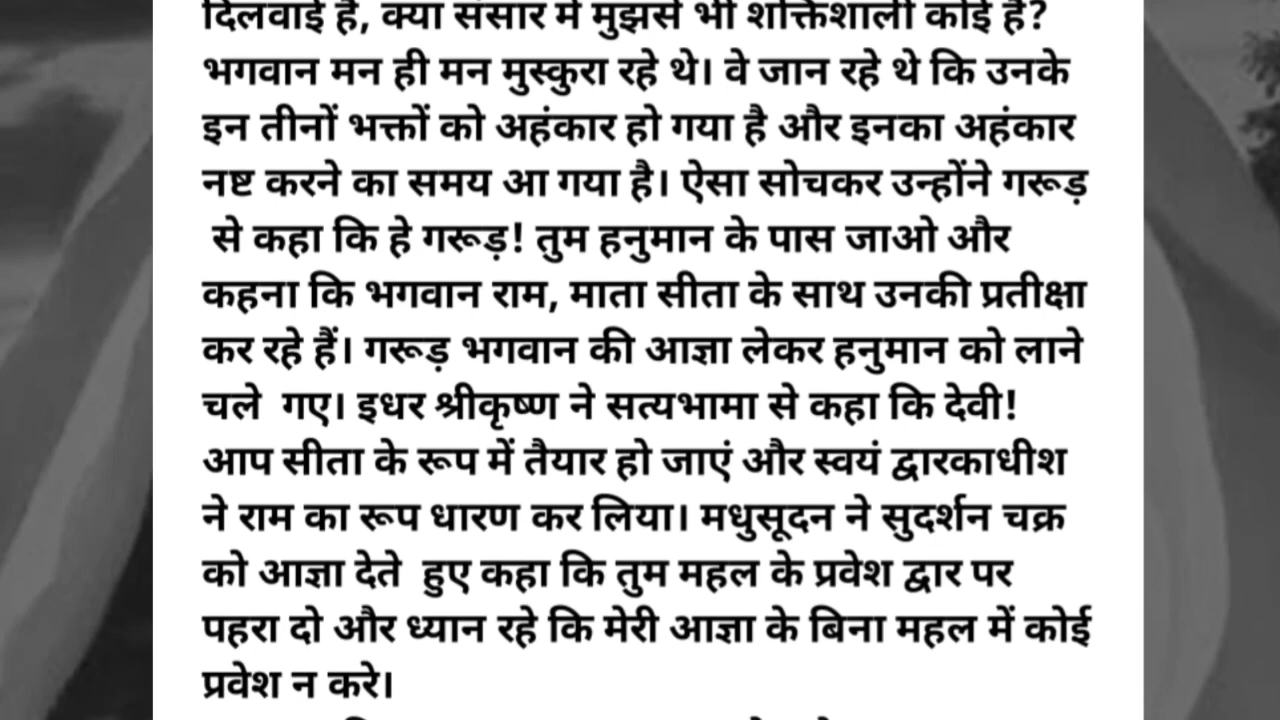 दिलवाई है, क्या संसार में मुझसे भी शक्तिशाली कोई है?
भगवान मन ही मन मुस्कुरा रहे थे। वे जान रहे थे कि उनके
इन तीनों भक्तों को अहंकार हो गया है और इनका अहंकार
नष्ट करने का समय आ गया है। ऐसा सोचकर उन्होंने गरूड़
से कहा कि हे गरूड़! तुम हनुमान के पास जाओ और
कहना कि भगवान राम, माता सीता के साथ उनकी प्रतीक्षा
कर रहे हैं। गरूड़ भगवान की आज्ञा लेकर हनुमान को लाने
चले गए। इधर श्रीकृष्ण ने सत्यभामा से कहा कि देवी!
आप सीता के रूप में तैयार हो जाएं और स्वयं द्वारकाधीश
ने राम का रूप धारण कर लिया। मधुसूदन ने सुदर्शन चक्र
को आज्ञा देते हुए कहा कि तुम महल के प्रवेश द्वार पर
पहरा दो और ध्यान रहे कि मेरी आज्ञा के बिना महल में कोई
प्रवेश न करे।